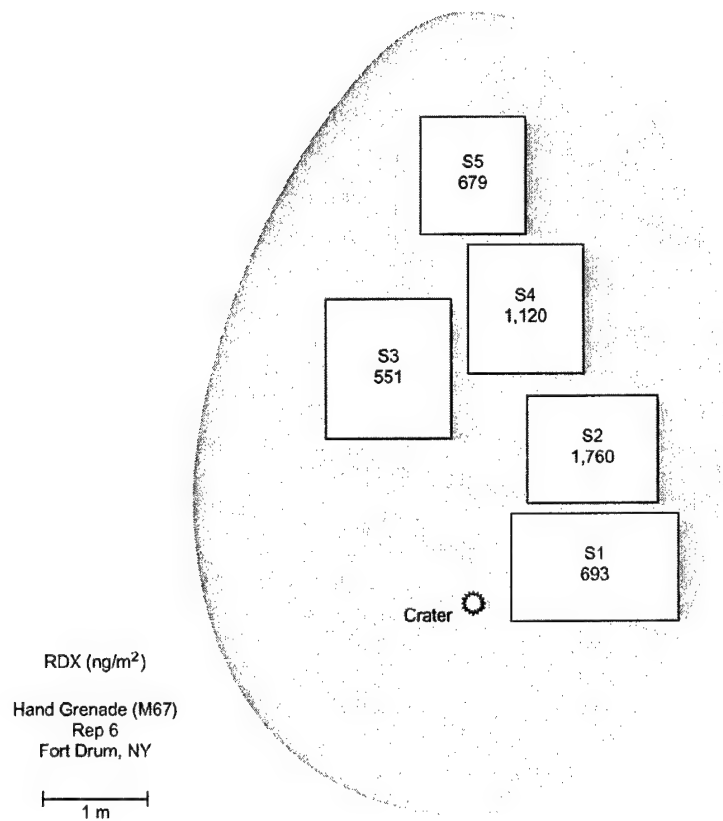 S5
679
S4
1,120
S3
551
S2
1,760
S1
693
Crater
RDX (ng/m²)
Hand Grenade (M67)
Rep 6
Fort Drum, NY
1 m